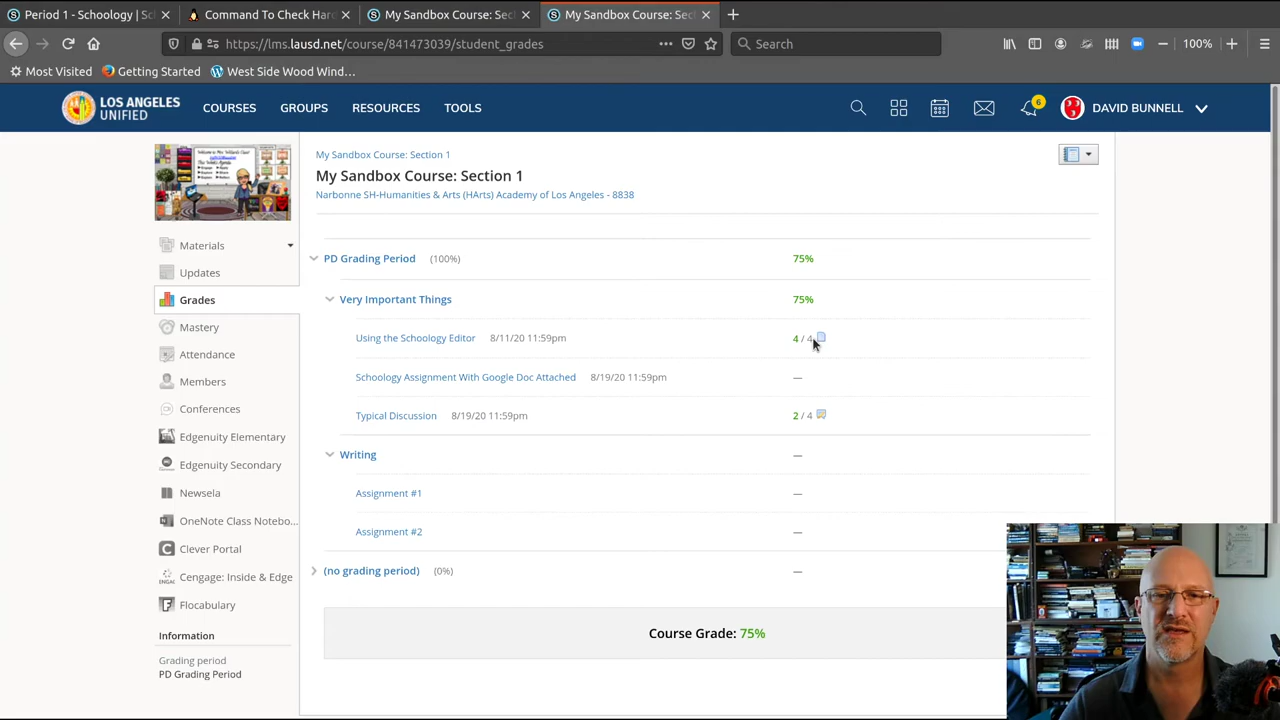 Period 1 - Schoology | Sc
Command To Check Har
My Sandbox Course: Sect
My Sandbox Course: Sect
https://lms.lausd.net/course/841473039/student_grades
Search
100%
Most Visited
Getting Started
West Side Wood Wind…
LOS ANGELES
UNIFIED
COURSES
GROUPS
RESOURCES
TOOLS
6
DAVID BUNNELL
My Sandbox Course: Section 1
My Sandbox Course: Section 1
Narbonne SH-Humanities & Arts (HArts) Academy of Los Angeles - 8838
Materials
Updates
Grades
Mastery
Attendance
Members
Conferences
Edgenuity Elementary
Edgenuity Secondary
Newsela
OneNote Class Notebo...
Clever Portal
Cengage: Inside & Edge
Flocabulary
Information
Grading period
PD Grading Period
PD Grading Period (100%) 75%
Very Important Things 75%
Using the Schoology Editor 8/11/20 11:59pm 4 / 4
Schoology Assignment With Google Doc Attached 8/19/20 11:59pm —
Typical Discussion 8/19/20 11:59pm 2 / 4
Writing —
Assignment #1 —
Assignment #2 —
(no grading period) (0%) —
Course Grade: 75%